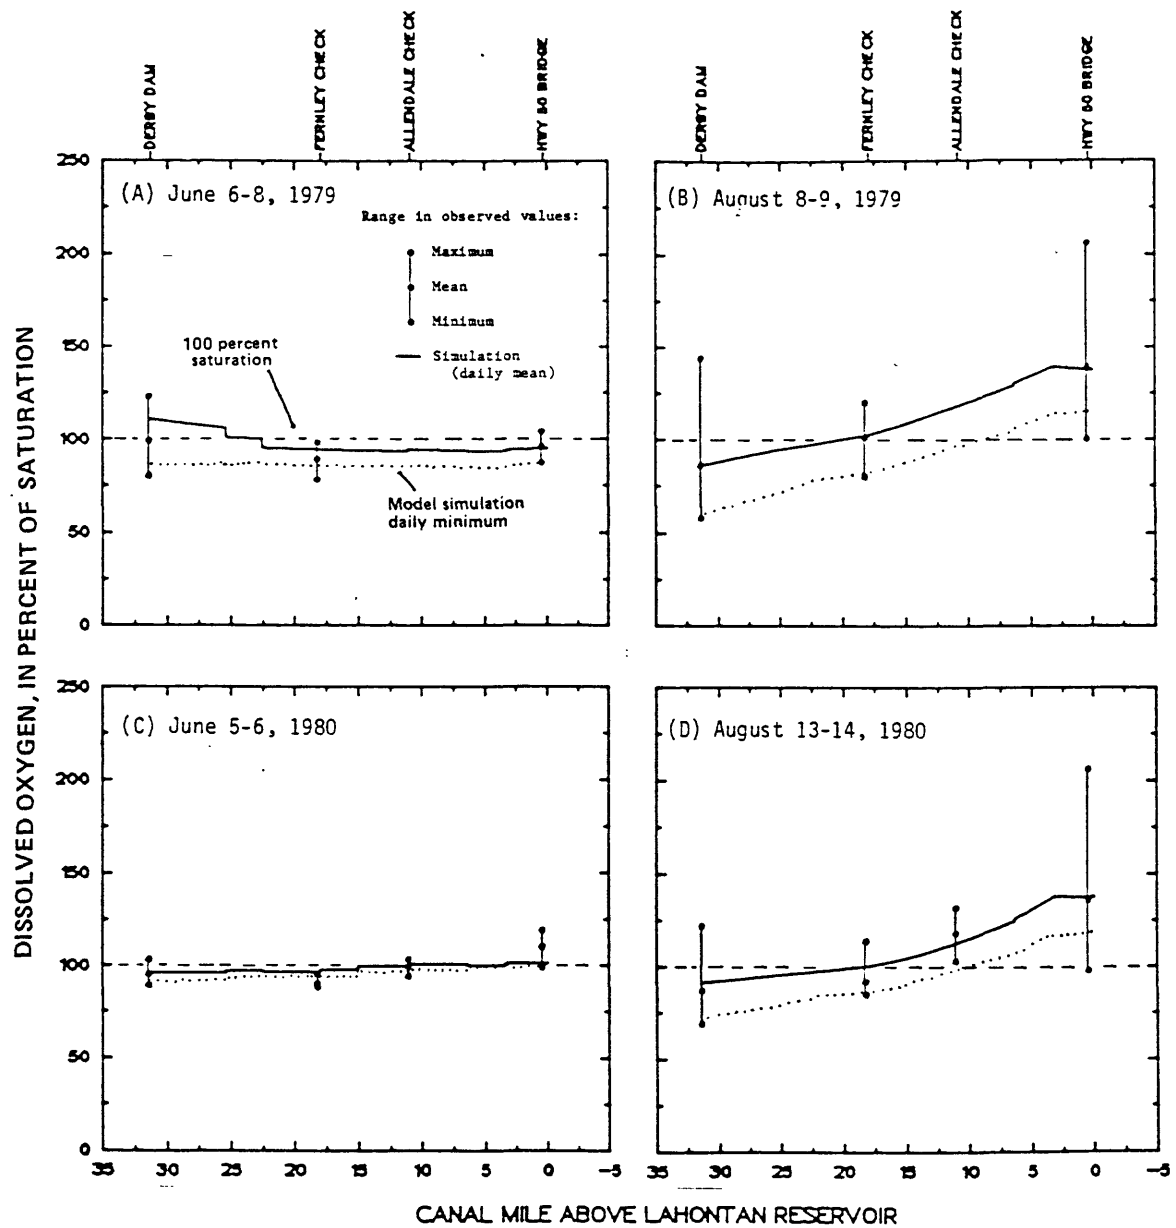 DERBY DAM
FERNLEY CHECK
ALLENDALE CHECK
HWY 50 BRIDGE
DERBY DAM
FERNLEY CHECK
ALLENDALE CHECK
HWY 50 BRIDGE
DISSOLVED OXYGEN, IN PERCENT OF SATURATION
250
200
150
100
50
0
(A) June 6-8, 1979
Range in observed values:
Maximum
Mean
Minimum
Simulation
(daily mean)
100 percent
saturation
Model simulation
daily minimum
(B) August 8-9, 1979
250
200
150
100
50
0
(C) June 5-6, 1980
(D) August 13-14, 1980
35 30 25 20 15 10 5 0 -5
35 30 25 20 15 10 5 0 -5
CANAL MILE ABOVE LAHONTAN RESERVOIR